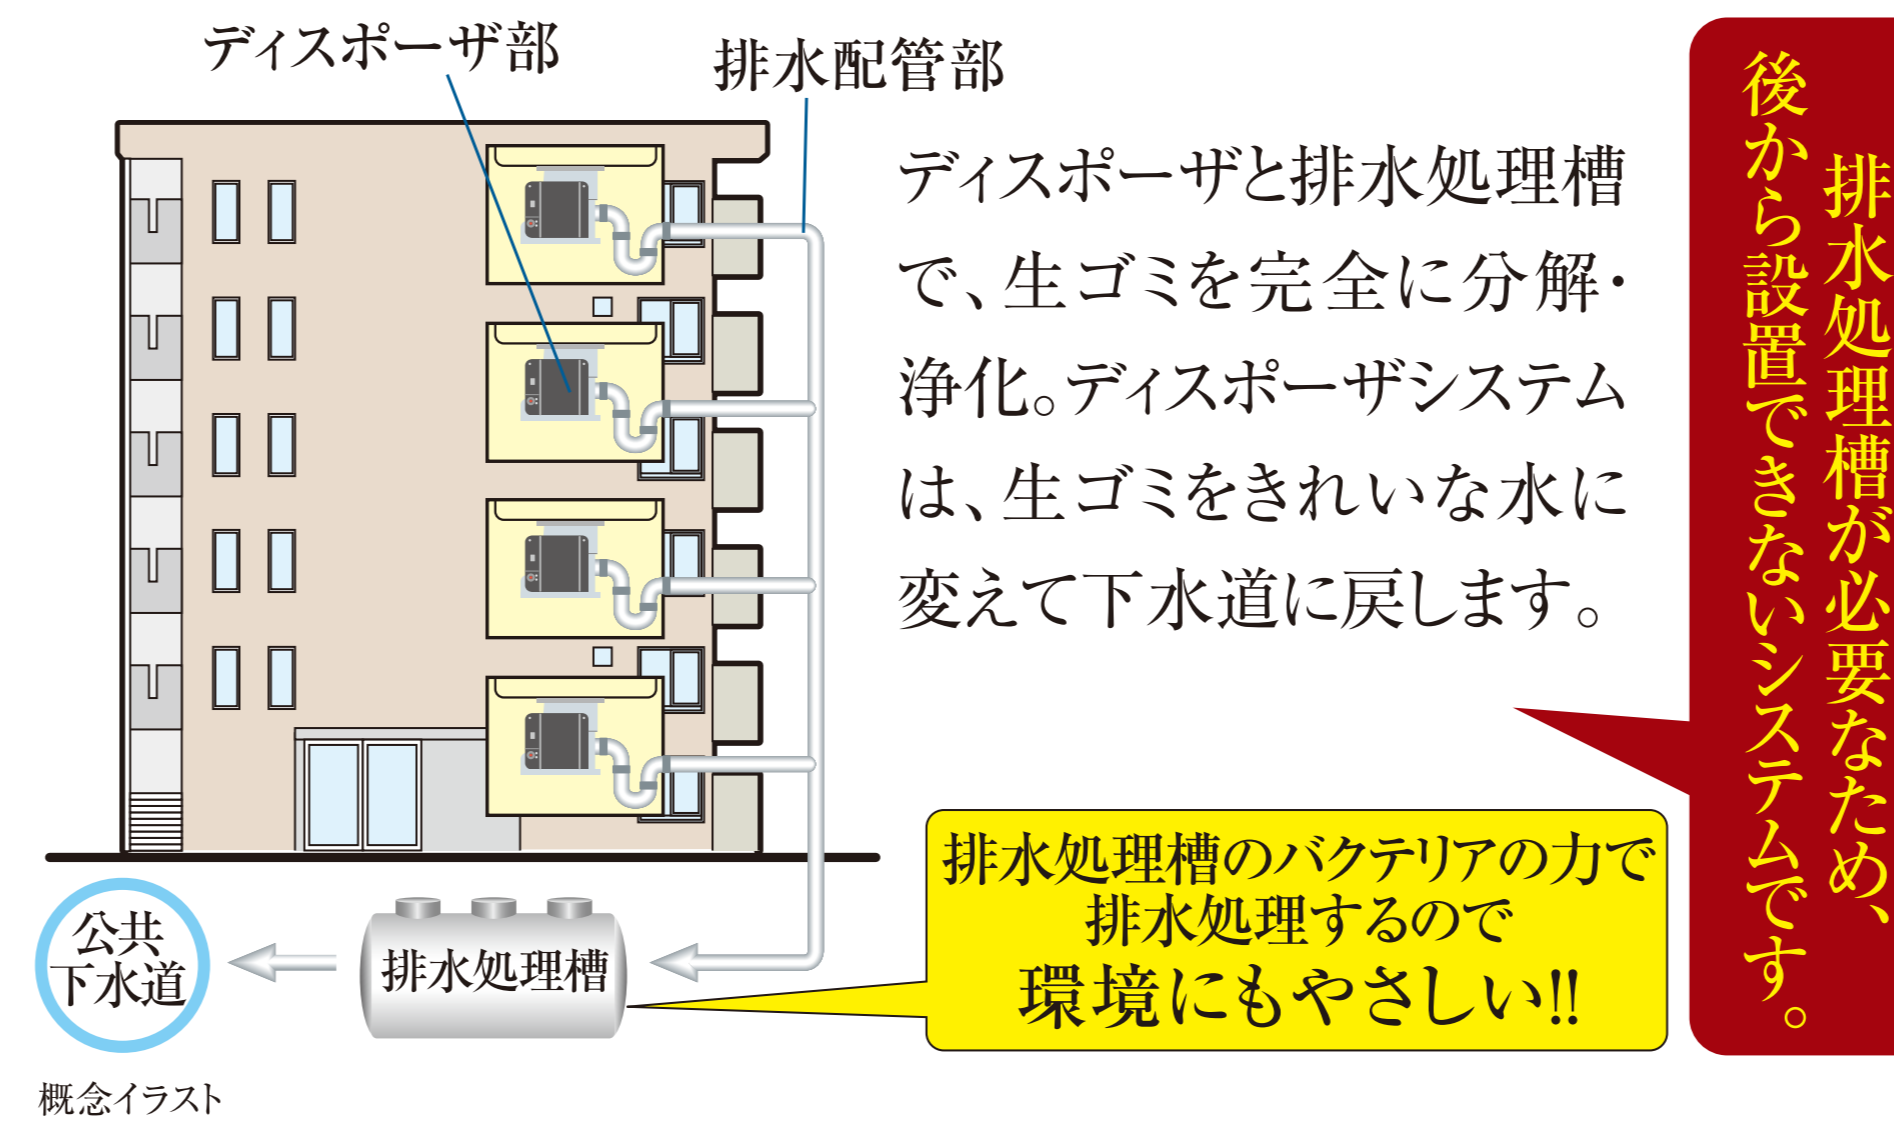 ディスポーザ部
排水配管部
ディスポーザと排水処理槽
で、生ゴミを完全に分解・
浄化。ディスポーザシステム
は、生ゴミをきれいな水に
変えて下水道に戻します。
排水処理槽が必要なため、
後から設置できないシステムです。
排水処理槽のバクテリアの力で
排水処理するので
環境にもやさしい!!
排水処理槽
公共
下水道
概念イラスト